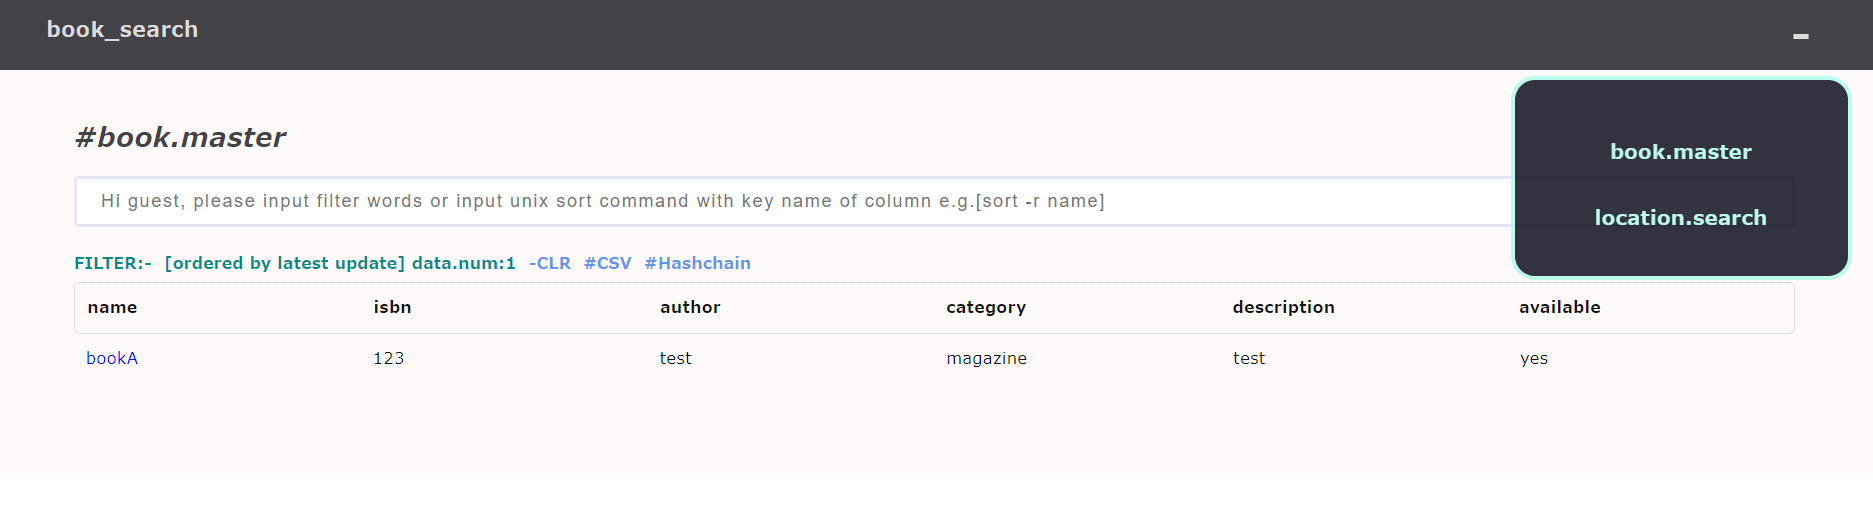 book_search -
#book.master
book.master
Hi guest, please input filter words or input unix sort command with key name of column e.g.[sort -r name]
location.search
FILTER:- [ordered by latest update] data.num:1 -CLR #CSV #Hashchain
name isbn author category description available
bookA 123 test magazine test yes